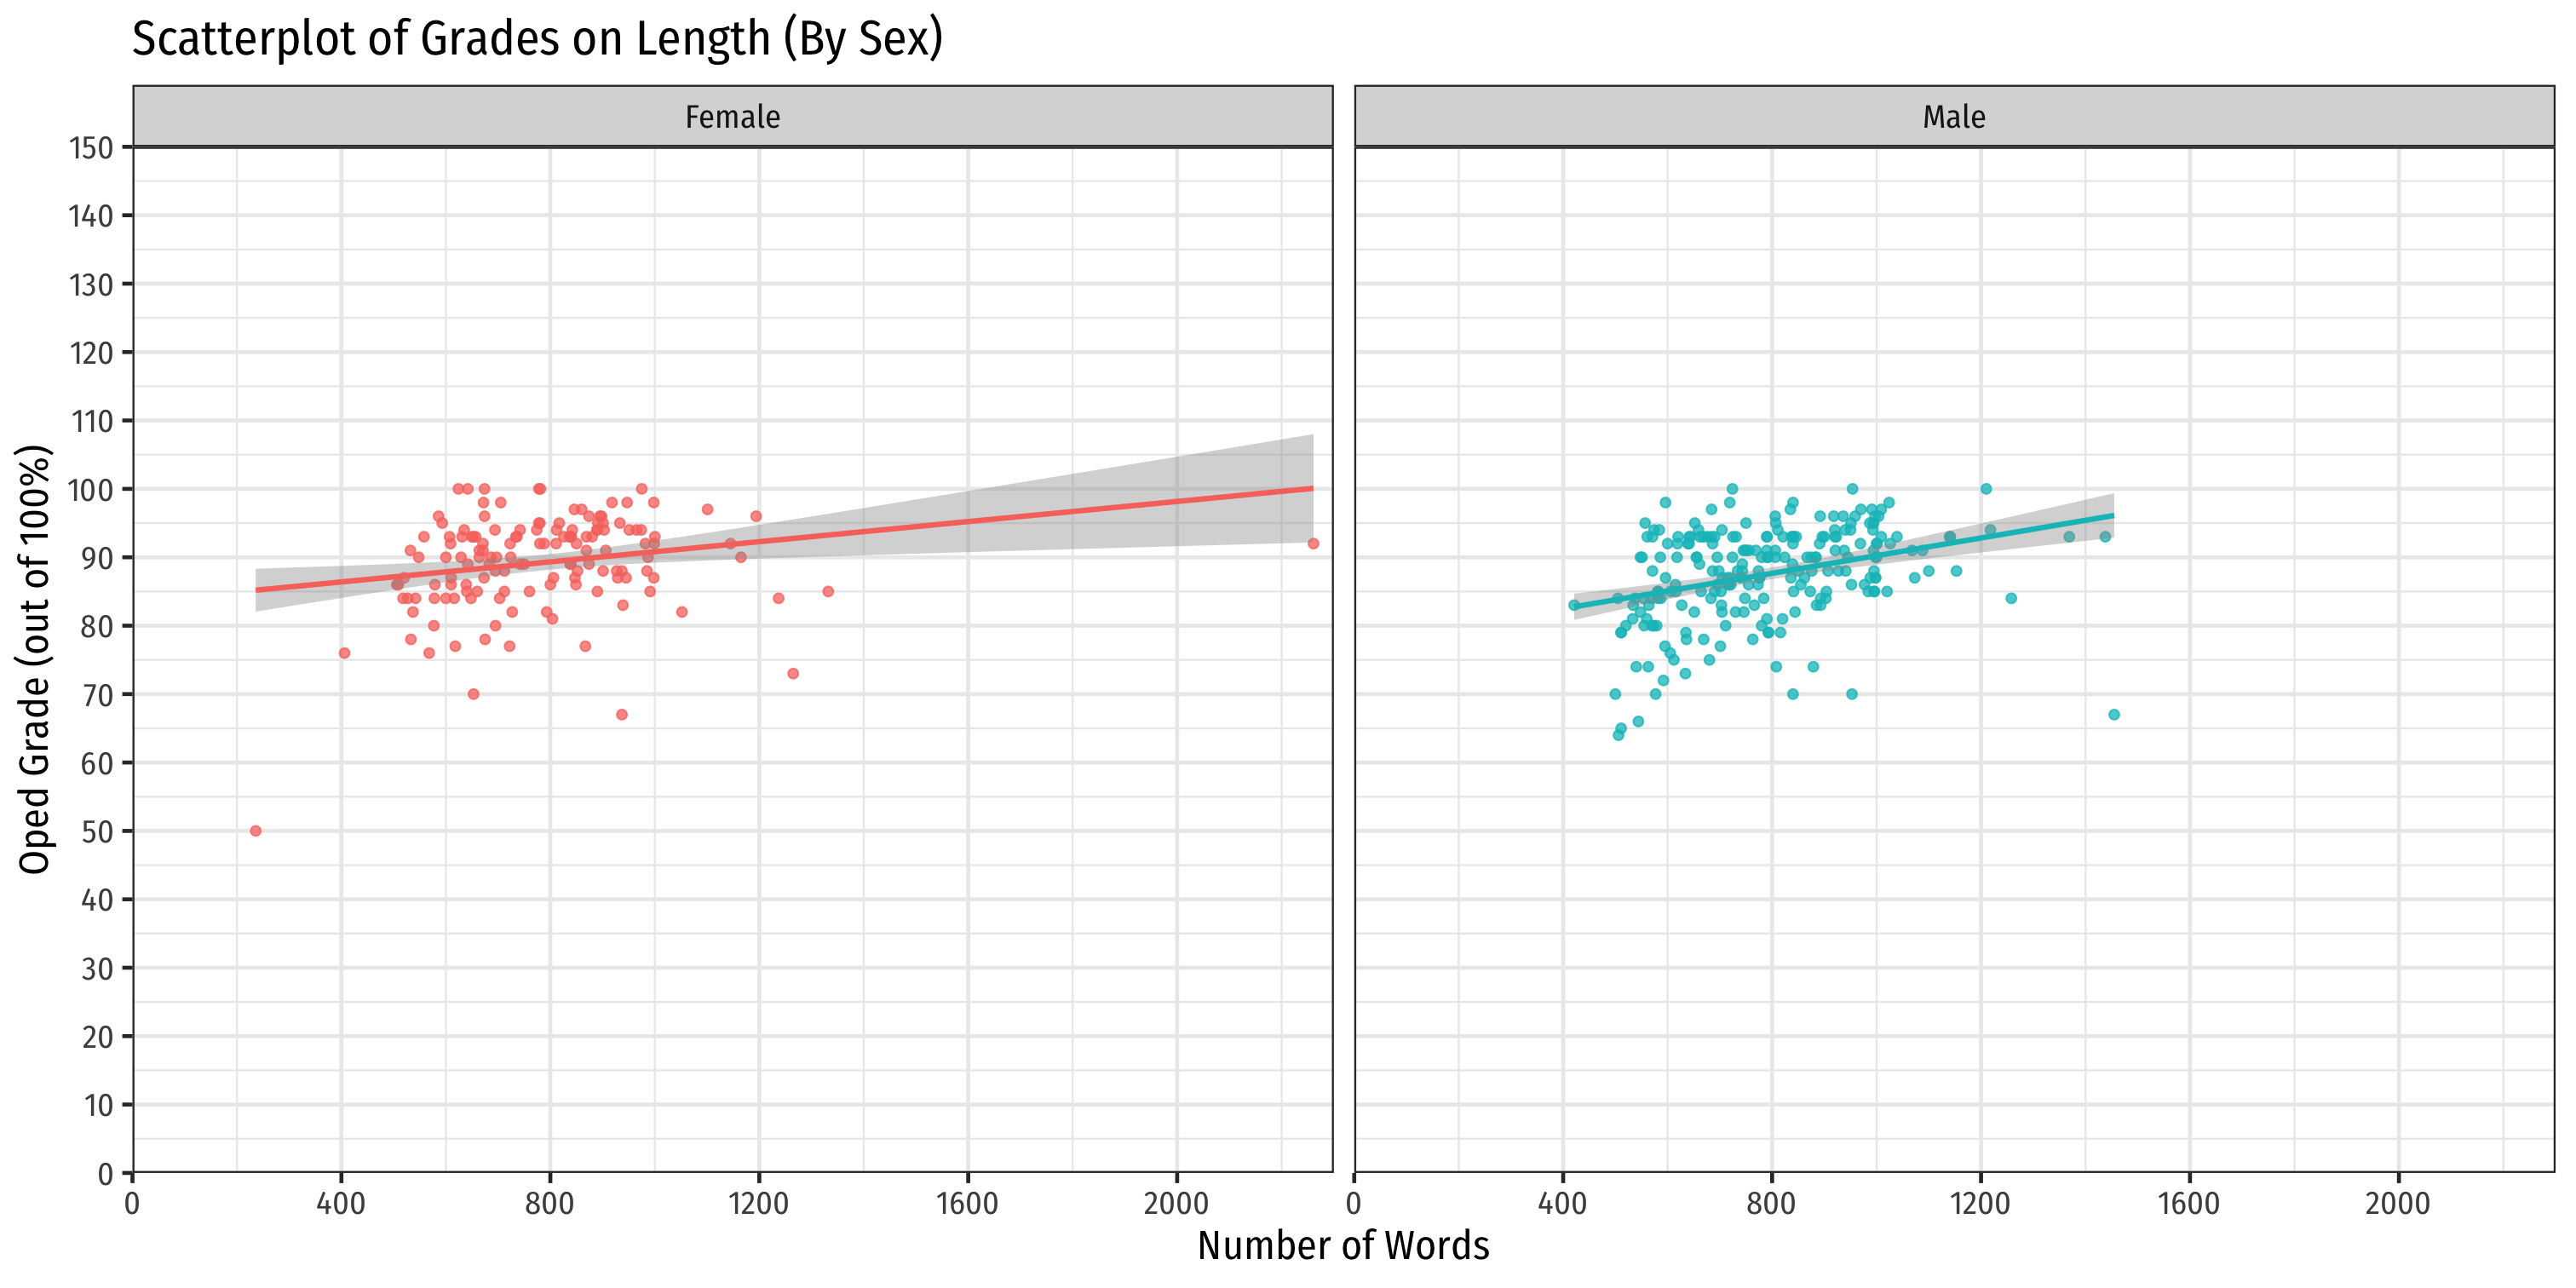 Scatterplot of Grades on Length (By Sex)
Female
Male
Oped Grade (out of 100%)
150
140
130
120
110
100
90
80
70
60
50
40
30
20
10
0
0 400 800 1200 1600 2000
0 400 800 1200 1600 2000
Number of Words